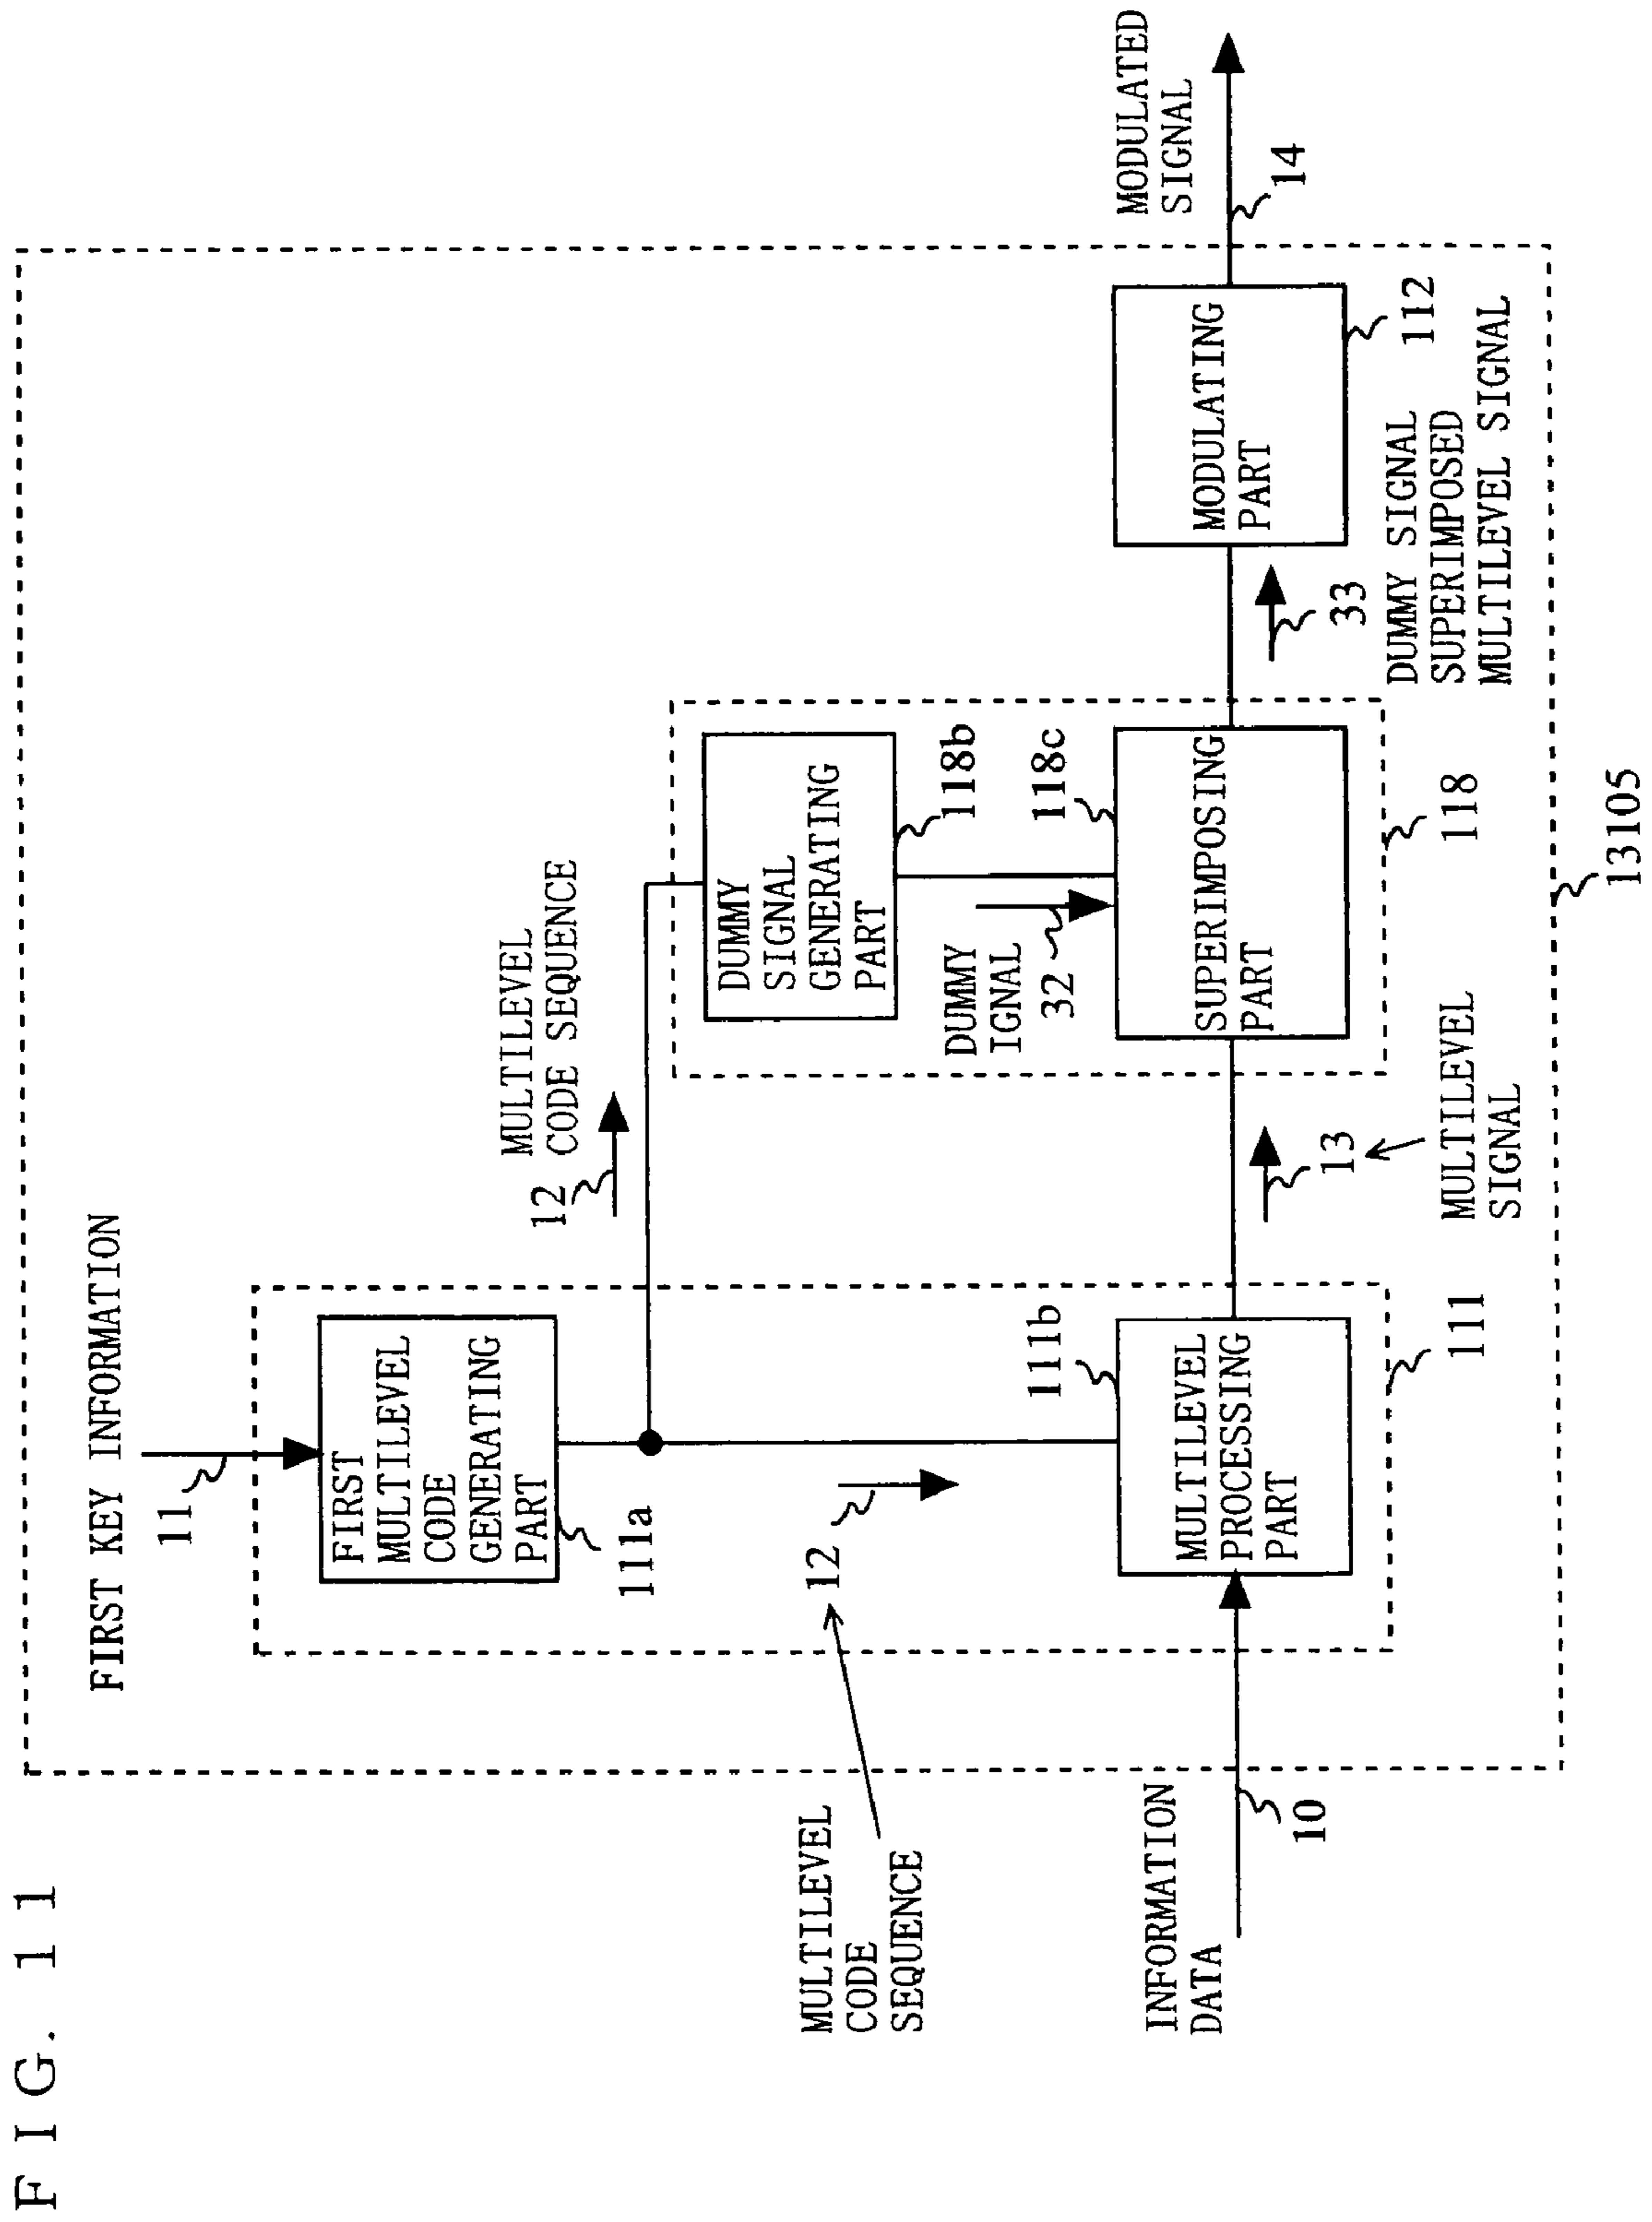 FIG. 11
FIRST KEY INFORMATION
11
FIRST
MULTILEVEL
CODE
GENERATING
PART
111a
MULTILEVEL
CODE SEQUENCE
12
DUMMY
SIGNAL
GENERATING
PART
118b
MULTILEVEL
CODE
SEQUENCE
12
DUMMY
IGNAL
32
118c
111b
INFORMATION
DATA
10
MULTILEVEL
PROCESSING
PART
111
13
MULTILEVEL
SIGNAL
SUPERIMPOSING
PART
118
33
DUMMY SIGNAL
SUPERIMPOSED
MULTILEVEL SIGNAL
MODULATING
PART
112
MODULATED
SIGNAL
14
13105